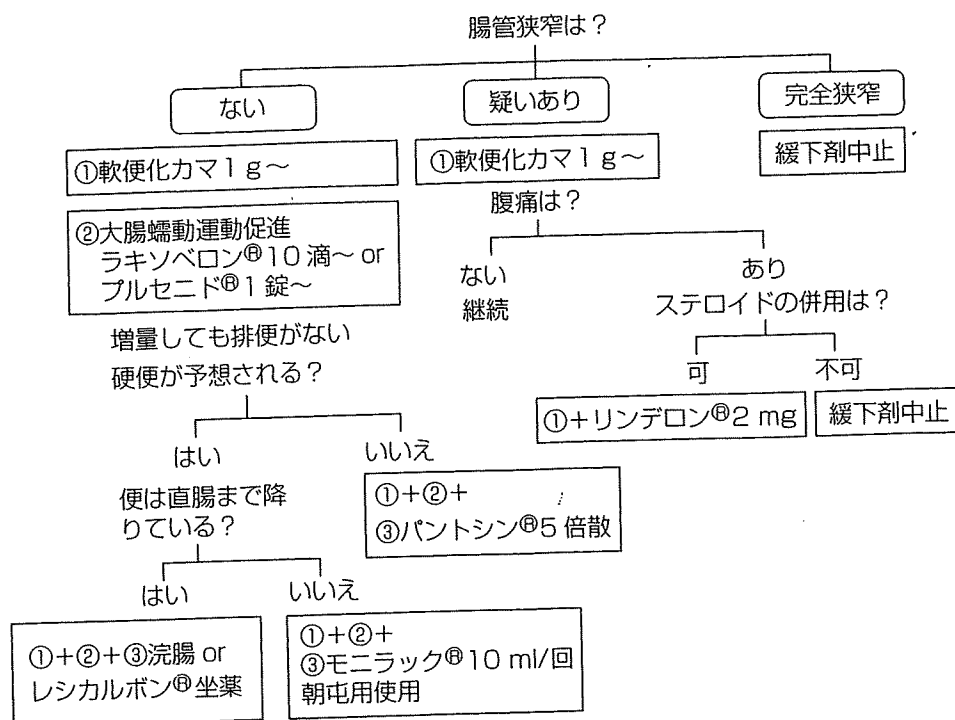 腸管狭窄は？
ない
疑いあり
完全狭窄
①軟便化カマ1g～
①軟便化カマ1g～
緩下剤中止
②大腸蠕動運動促進
ラキソベロン®10滴～or
プルセニド®1錠～
腹痛は？
ない
継続
あり
ステロイドの併用は？
増量しても排便がない
硬便が予想される？
可
不可
①+リンデロン®2 mg
緩下剤中止
はい
いいえ
便は直腸まで降
りている？
①+②+
③パントシン®5倍散
はい
いいえ
①+②+③浣腸 or
レシカルボン®坐薬
①+②+
③モニラック®10 ml/回
朝屯用使用